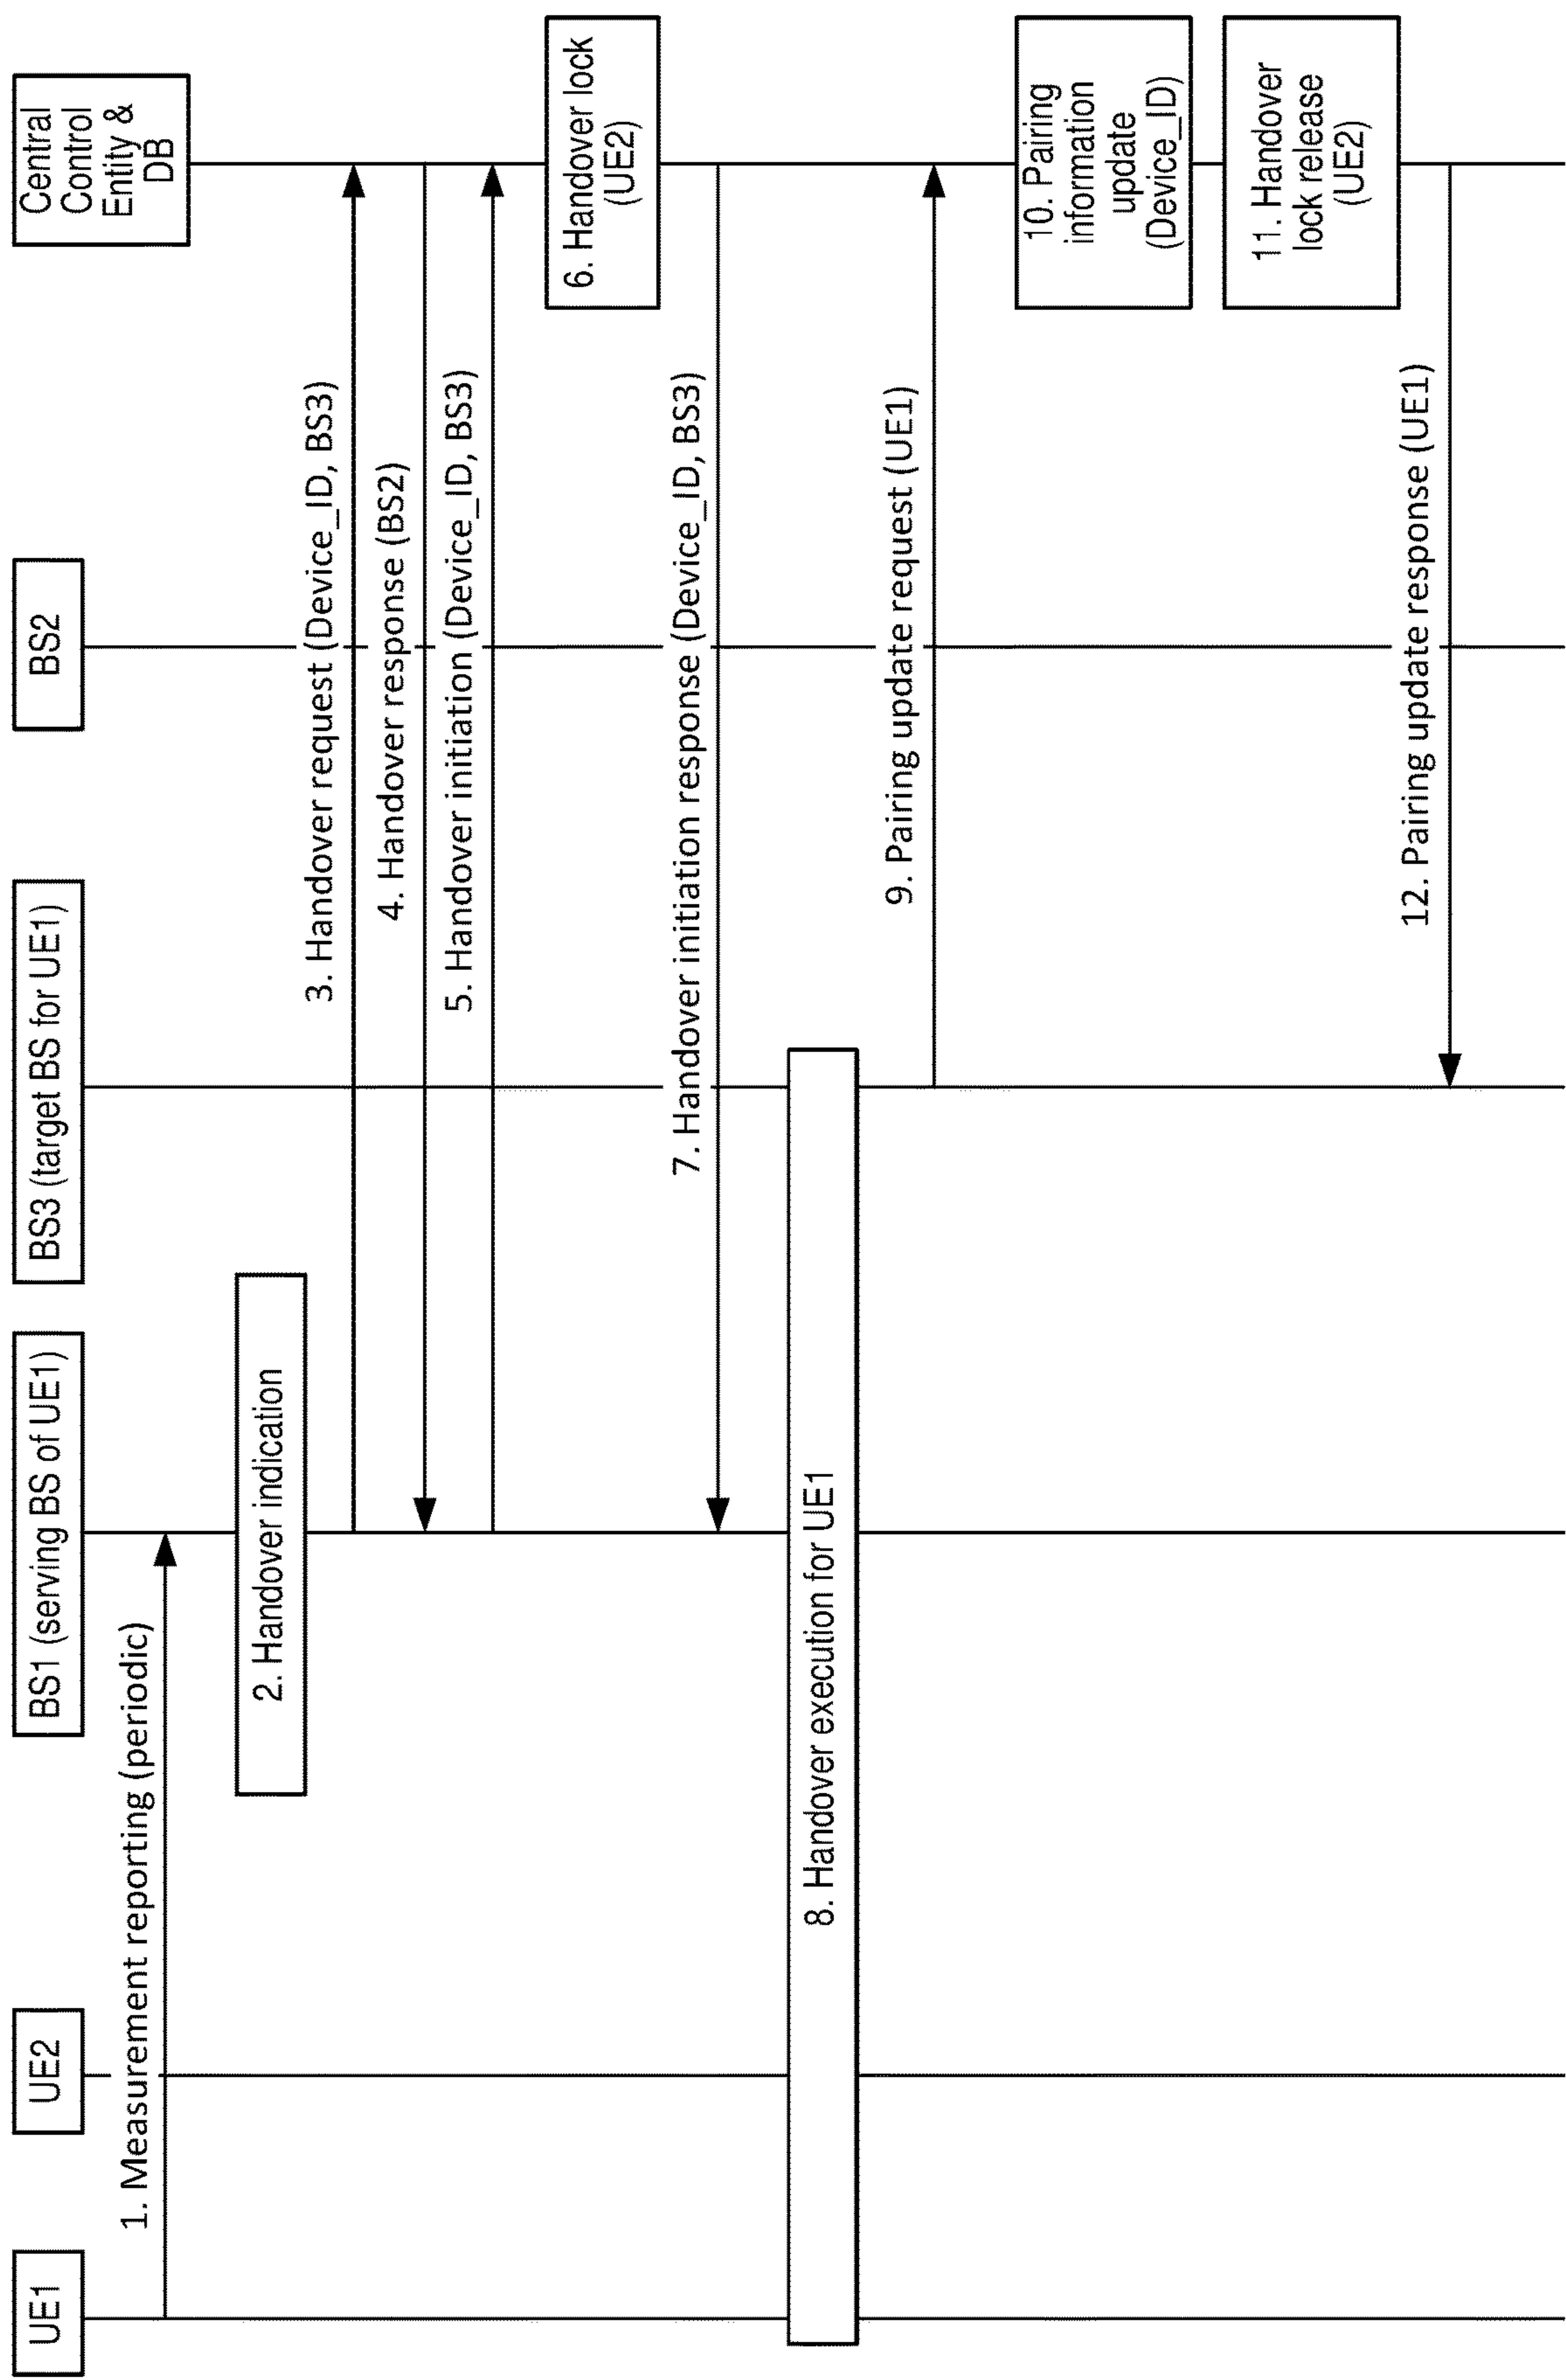 UE1
UE2
BS1 (serving BS of UE1)
BS3 (target BS for UE1)
BS2
Central
Control
Entity &
DB
1. Measurement reporting (periodic)
2. Handover indication
3. Handover request (Device_ID, BS3)
4. Handover response (BS2)
5. Handover initiation (Device_ID, BS3)
6. Handover lock
(UE2)
7. Handover initiation response (Device_ID, BS3)
8. Handover execution for UE1
9. Pairing update request (UE1)
10. Pairing
information
update
(Device_ID)
11. Handover
lock release
(UE2)
12. Pairing update response (UE1)